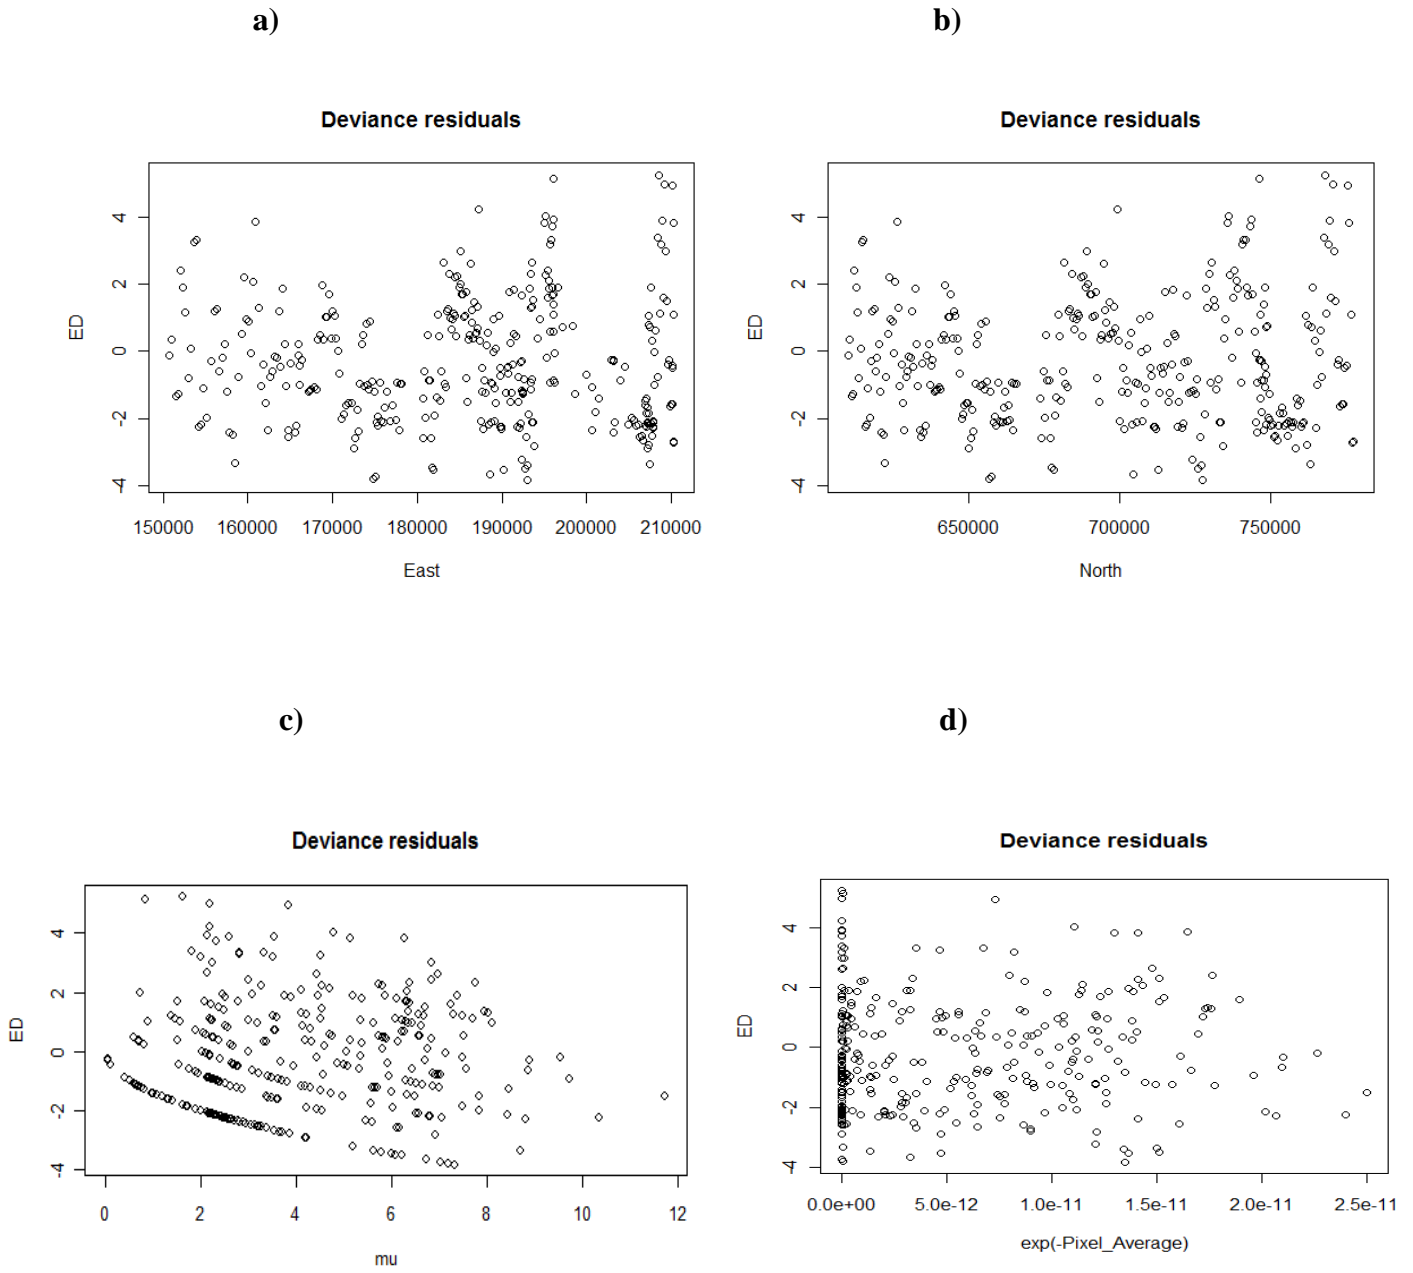 a)
b)
Deviance residuals
Deviance residuals
ED
4
2
0
-2
-4
150000 160000 170000 180000 190000 200000 210000
East
ED
4
2
0
-2
-4
650000 700000 750000
North
c)
d)
Deviance residuals
Deviance residuals
ED
4
2
0
-2
-4
0 2 4 6 8 10 12
mu
ED
4
2
0
-2
-4
0.0e+00 5.0e-12 1.0e-11 1.5e-11 2.0e-11 2.5e-11
exp(-Pixel_Average)